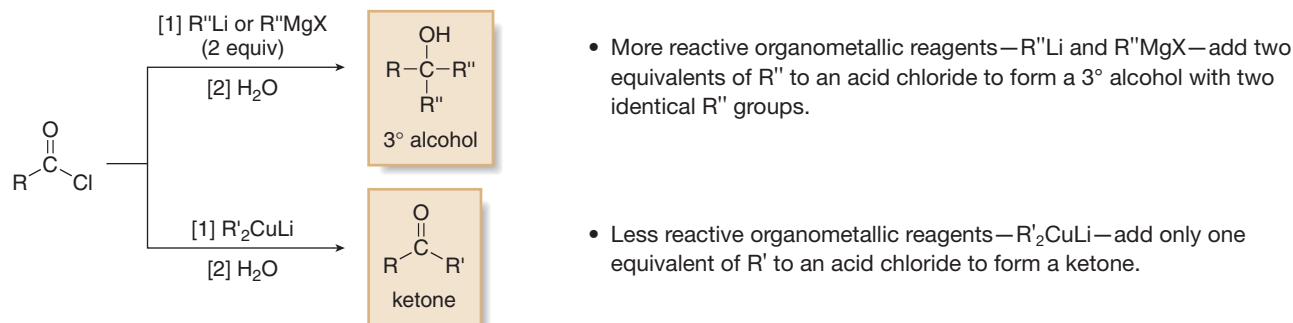 [1] R"Li or R"MgX
(2 equiv)
[2] H₂O
OH
R–C–R"
R"
3° alcohol
• More reactive organometallic reagents—R"Li and R"MgX—add two
equivalents of R" to an acid chloride to form a 3° alcohol with two
identical R" groups.
O
C
R Cl
[1] R'₂CuLi
[2] H₂O
O
C
R R'
ketone
• Less reactive organometallic reagents—R'₂CuLi—add only one
equivalent of R' to an acid chloride to form a ketone.